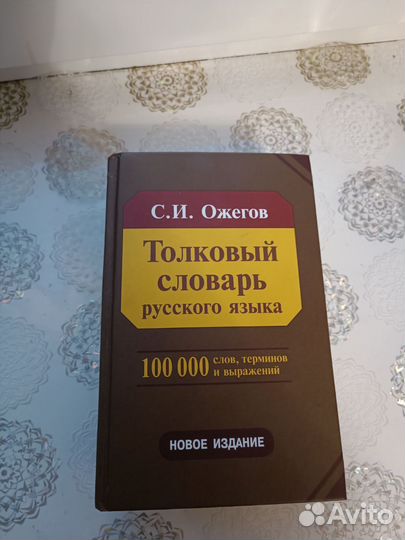 С.И. Ожегов
Толковый
словарь
русского языка
100 000 слов, терминов
и выражений
НОВОЕ ИЗДАНИЕ
Avito